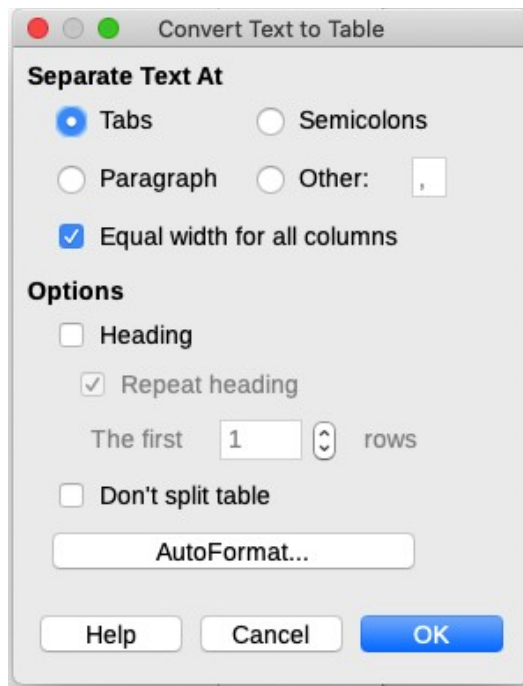 Convert Text to Table
Separate Text At
Tabs Semicolons
Paragraph Other: ,
Equal width for all columns
Options
Heading
Repeat heading
The first 1 rows
Don't split table
AutoFormat...
Help Cancel OK